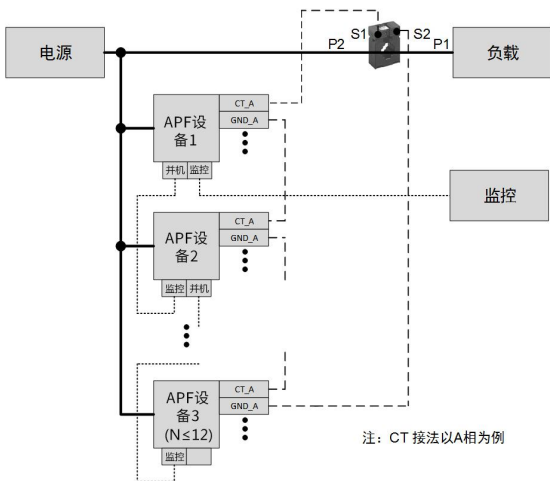 S1
S2
电源
P2
P1
负载
CT_A
APF设
备1
GND_A
并机
监控
监控
CT_A
APF设
备2
GND_A
监控
并机
CT_A
APF设
备3
(N≤12)
GND_A
监控
注：CT 接法以A相为例